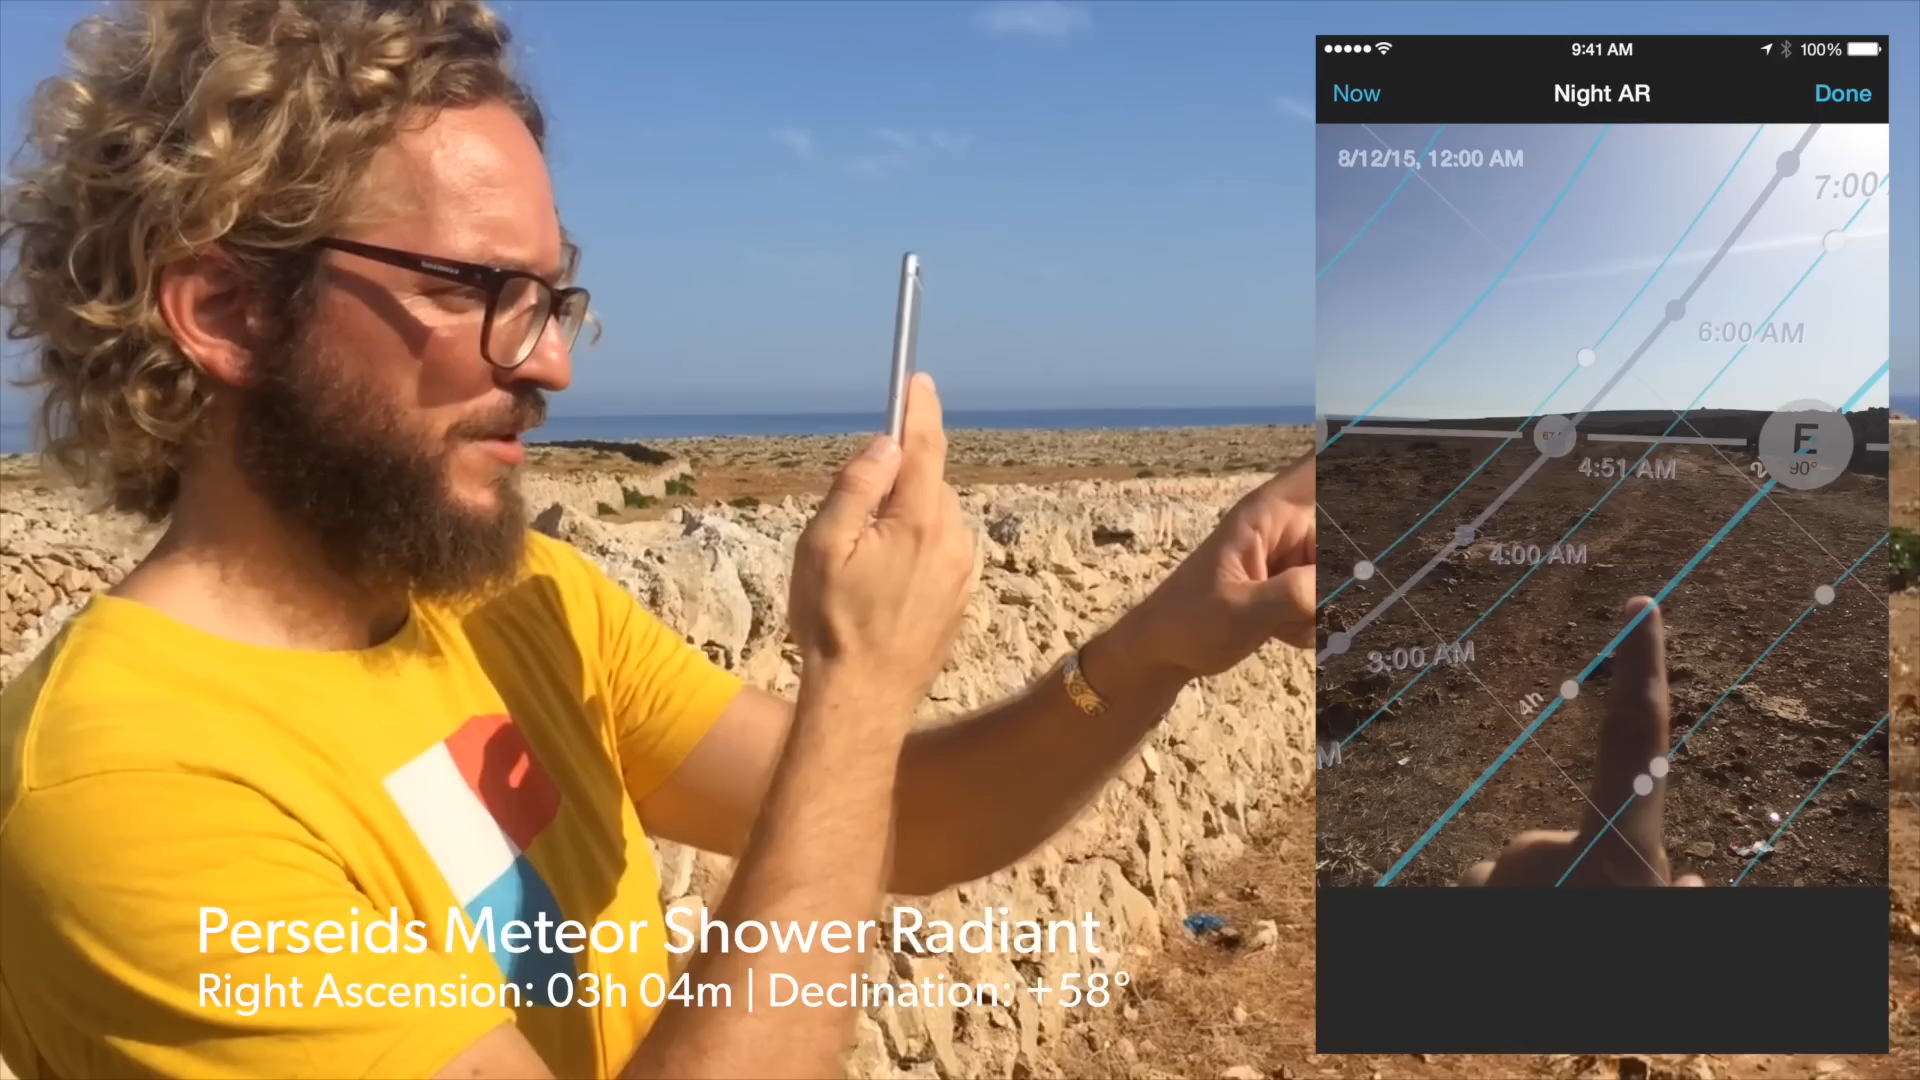 9:41 AM
100%
Now
Night AR
Done
8/12/15, 12:00 AM
7:00
6:00 AM
E
90°
4:51 AM
4:00 AM
3:00 AM
4h
M
Perseids Meteor Shower Radiant
Right Ascension: 03h 04m | Declination: +58°